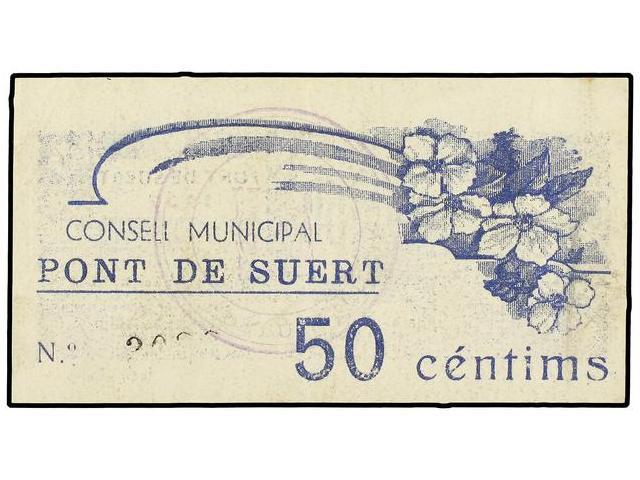 CONSELL MUNICIPAL
PONT DE SUERT
N.º
50 céntims